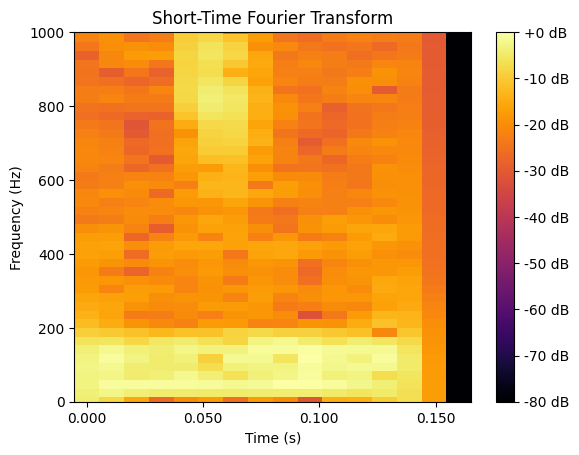 Short-Time Fourier Transform
1000
800
600
400
200
0
Frequency (Hz)
0.000
0.050
0.100
0.150
Time (s)
+0 dB
-10 dB
-20 dB
-30 dB
-40 dB
-50 dB
-60 dB
-70 dB
-80 dB